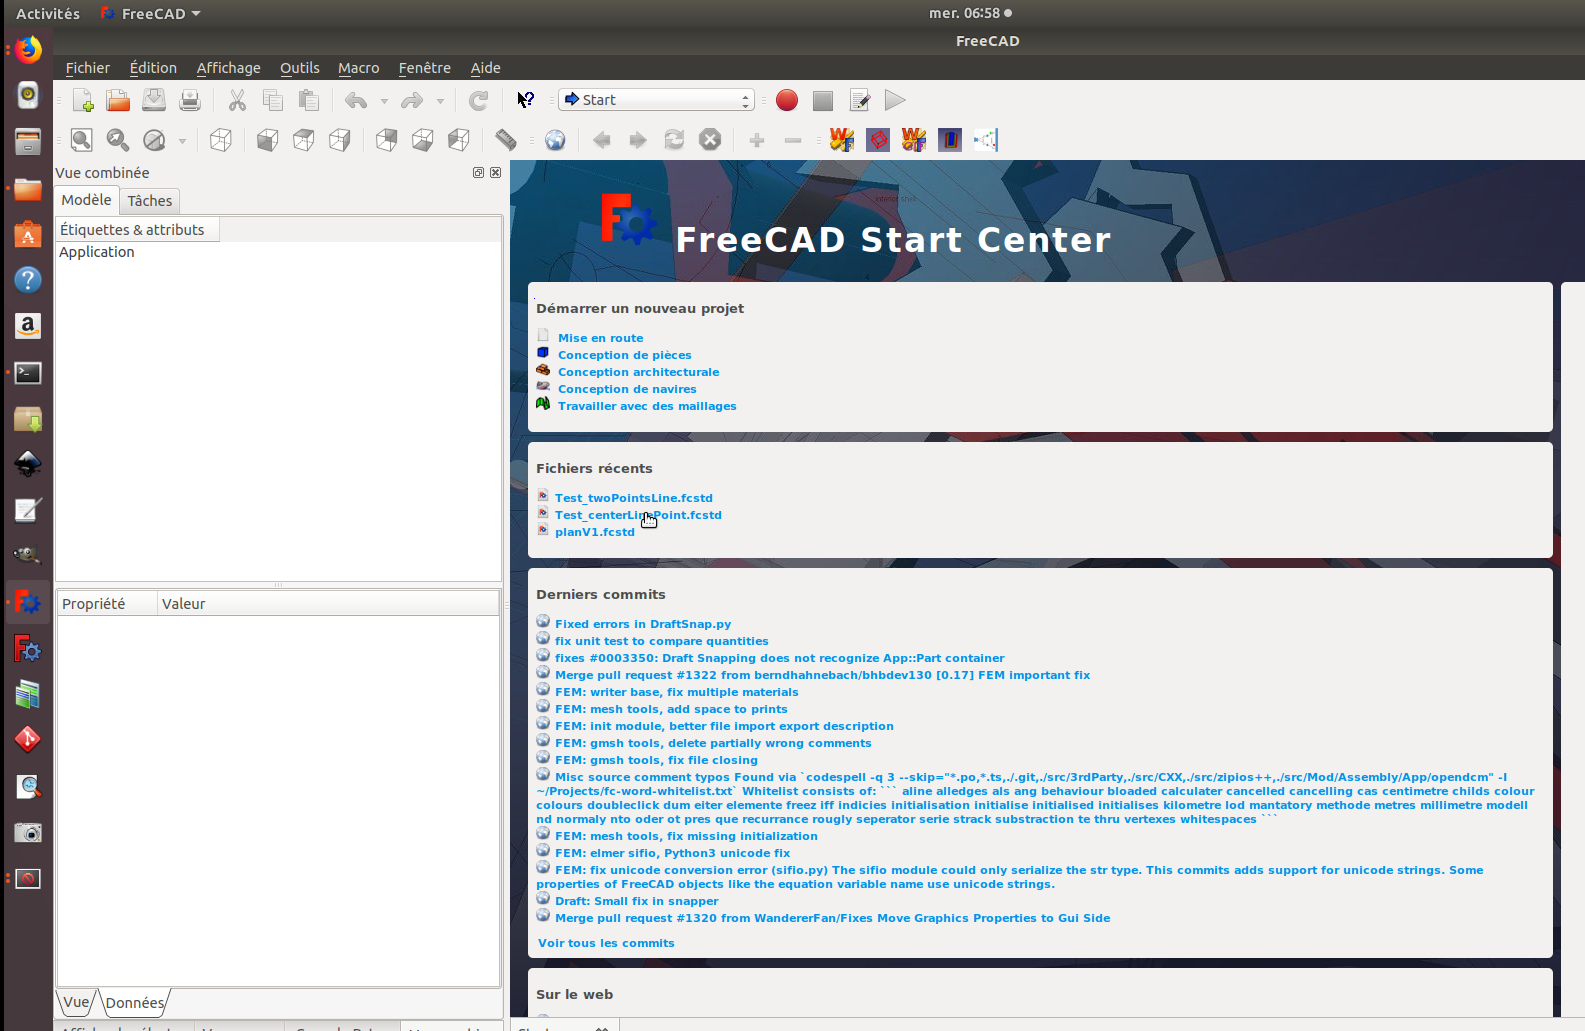 Activités FreeCAD mer. 06:58
FreeCAD
Fichier Édition Affichage Outils Macro Fenêtre Aide
Start
Vue combinée
Modèle Tâches
Étiquettes & attributs
Application
Propriété Valeur
Vue Données
FreeCAD Start Center
Démarrer un nouveau projet
Mise en route
Conception de pièces
Conception architecturale
Conception de navires
Travailler avec des maillages
Fichiers récents
Test_twoPointsLine.fcstd
Test_centerLinePoint.fcstd
planV1.fcstd
Derniers commits
Fixed errors in DraftSnap.py
fix unit test to compare quantities
fixes #0003350: Draft Snapping does not recognize App::Part container
Merge pull request #1322 from berndhahnebach/bhbdev130 [0.17] FEM important fix
FEM: writer base, fix multiple materials
FEM: mesh tools, add space to prints
FEM: init module, better file import export description
FEM: gmsh tools, delete partially wrong comments
FEM: gmsh tools, fix file closing
Misc source comment typos Found via `codespell -q 3 --skip="*.po,*.ts,./.git,./src/3rdParty,./src/CXX,./src/zipios++,./src/Mod/Assembly/App/opendcm" -I
~/Projects/fc-word-whitelist.txt` Whitelist consists of: ``` aline alledges als ang behaviour bloaded calculater cancelled cancelling cas centimetre childs colour
colours doubleclick dum eiter elemente freez iff indicies initialisation initialise initialised initialises kilometre lod mantatory methode metres millimetre modell
nd normaly nto oder ot pres que recurrance rougly seperator serie strack substraction te thru vertexes whitespaces ```
FEM: mesh tools, fix missing initialization
FEM: elmer sifio, Python3 unicode fix
FEM: fix unicode conversion error (sifio.py) The sifio module could only serialize the str type. This commits adds support for unicode strings. Some
properties of FreeCAD objects like the equation variable name use unicode strings.
Draft: Small fix in snapper
Merge pull request #1320 from WandererFan/Fixes Move Graphics Properties to Gui Side
Voir tous les commits
Sur le web